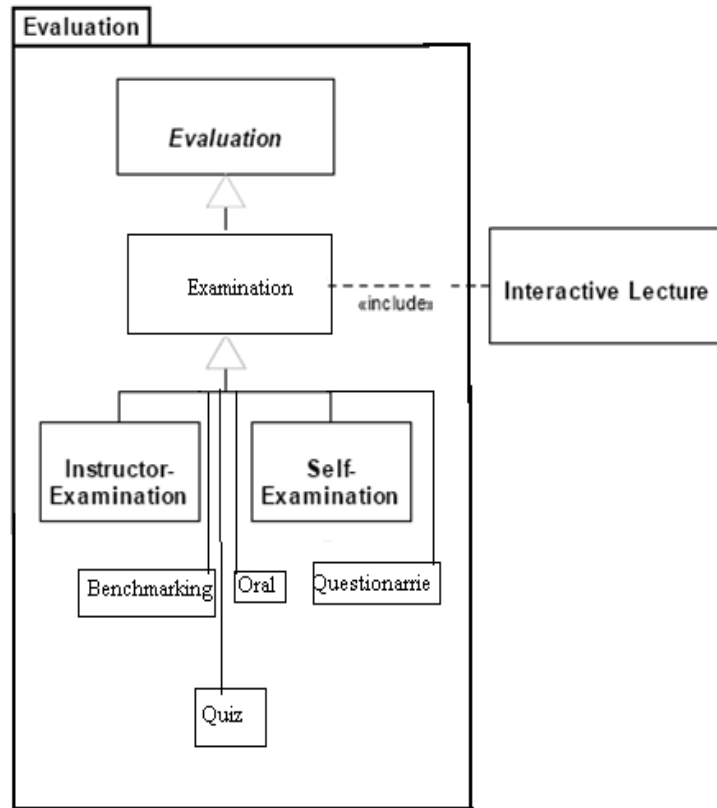 Evaluation
Evaluation
Examination
«include»
Interactive Lecture
Instructor-
Examination
Self-
Examination
Benchmarking
Oral
Questionarrie
Quiz